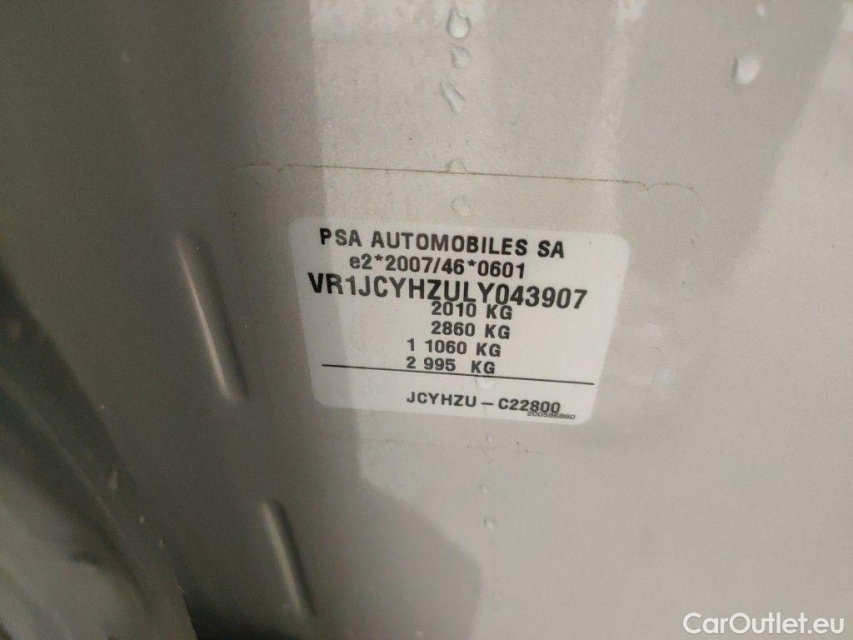 PSA AUTOMOBILES SA
e2*2007/46*0601
VR1JCYHZULY043907
2010 KG
2860 KG
1 1060 KG
2 995 KG
JCYHZU – C22800
CarOutlet.eu